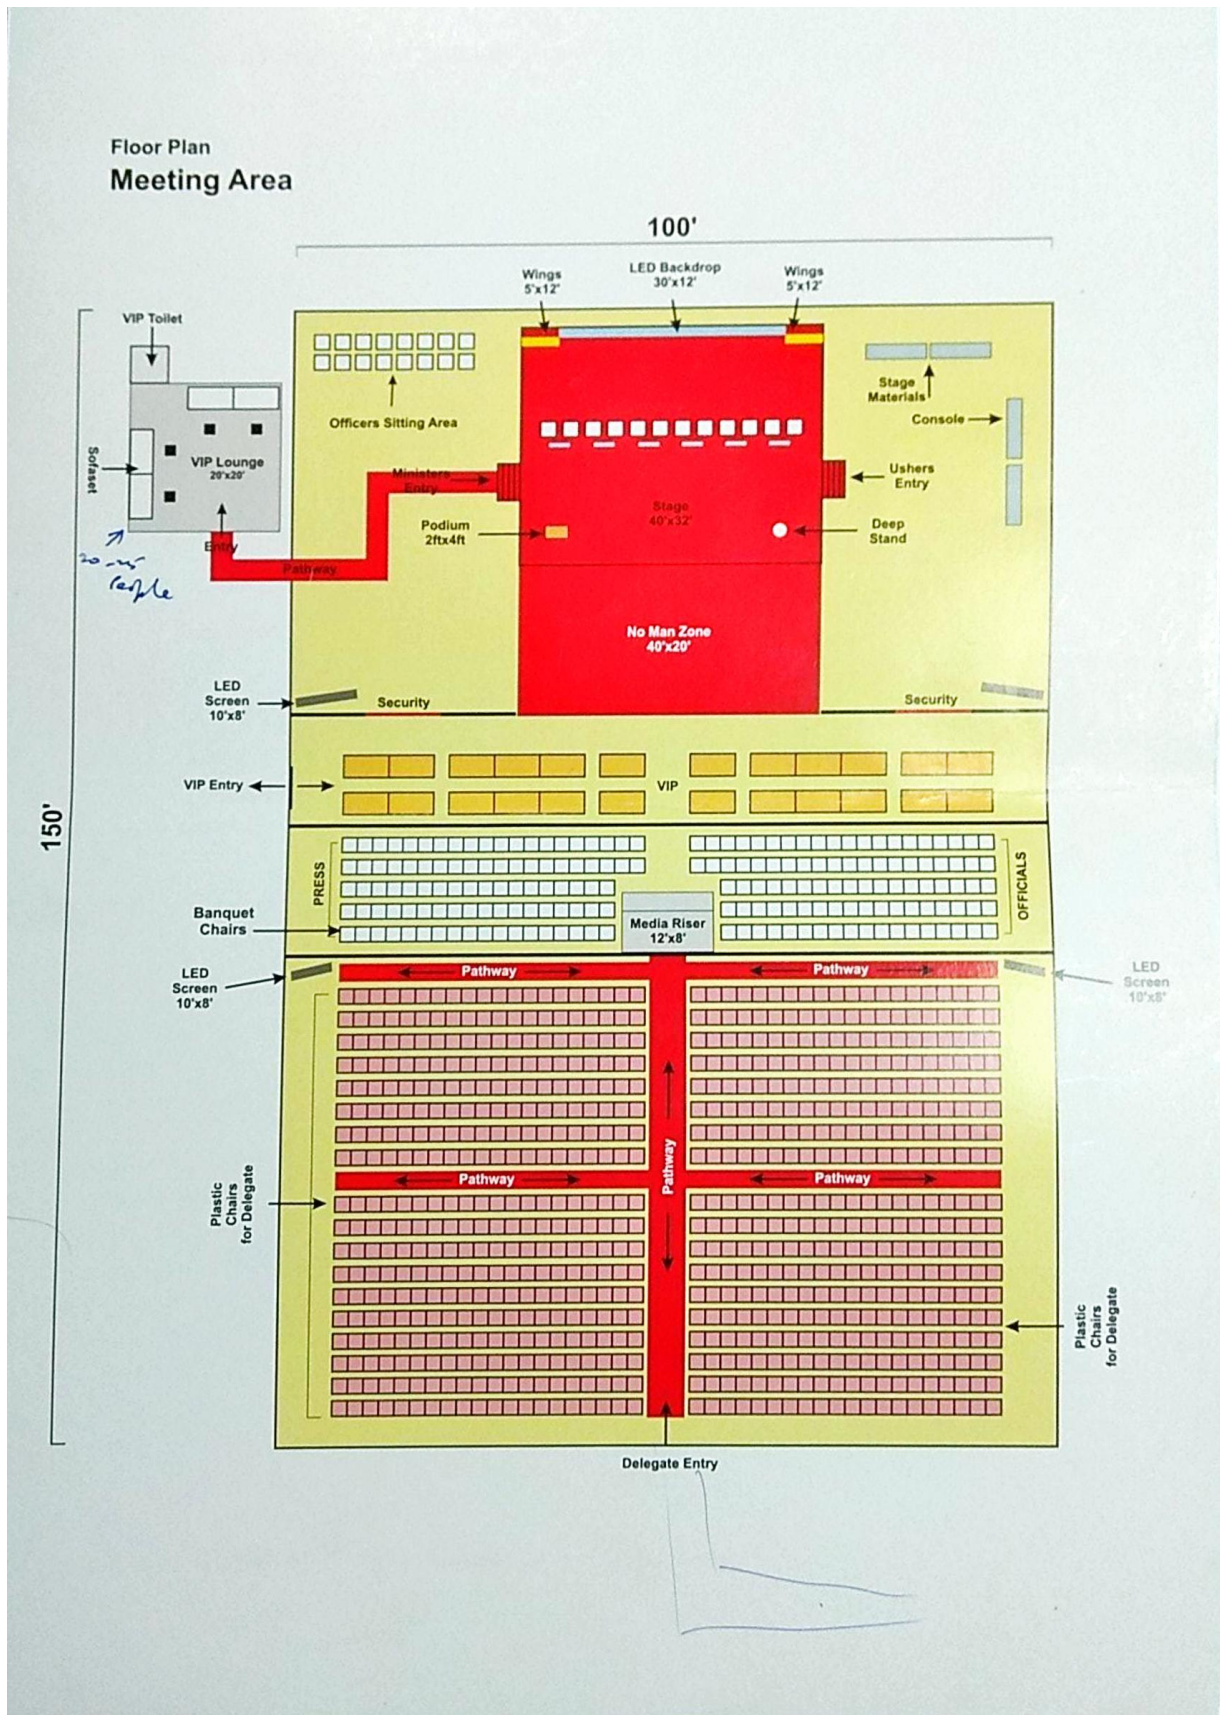 Floor Plan
Meeting Area
100'
Wings
5'x12'
LED Backdrop
30'x12'
Wings
5'x12'
VIP Toilet
Officers Sitting Area
Stage
Materials
Console
Sofaset
VIP Lounge
20'x20'
Entry
Pathway
Ministers
Entry
Ushers
Entry
Stage
40'x32'
Podium
2ftx4ft
Deep
Stand
20-25
People
No Man Zone
40'x20'
LED
Screen
10'x8'
Security
Security
150'
VIP Entry
VIP
PRESS
OFFICIALS
Banquet
Chairs
Media Riser
12'x8'
LED
Screen
10'x8'
Pathway
Pathway
LED
Screen
10'x8'
Pathway
Pathway
Pathway
Plastic
Chairs
for Delegate
Plastic
Chairs
for Delegate
Delegate Entry